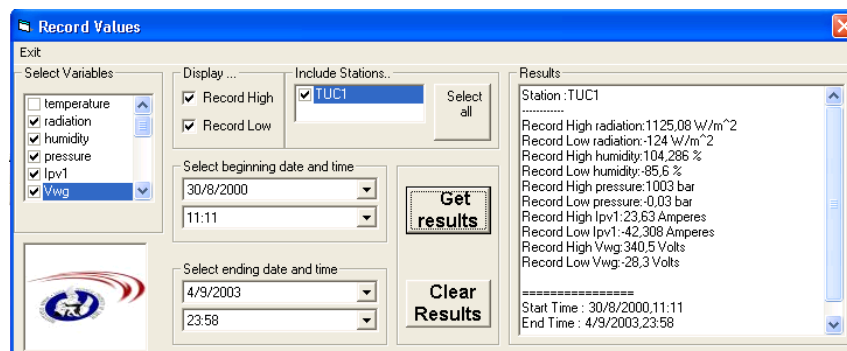 Record Values
Exit
Select Variables
temperature
radiation
humidity
pressure
Ipv1
Vwg
Display ...
Record High
Record Low
Include Stations..
TUC1
Select all
Select beginning date and time
30/8/2000
11:11
Select ending date and time
4/9/2003
23:58
Get
results
Clear
Results
Results
Station :TUC1
-----------
Record High radiation:1125,08 W/m^2
Record Low radiation:-124 W/m^2
Record High humidity:104,286 %
Record Low humidity:-85,6 %
Record High pressure:1003 bar
Record Low pressure:-0,03 bar
Record High Ipv1:23,63 Amperes
Record Low Ipv1:-42,308 Amperes
Record High Vwg:340,5 Volts
Record Low Vwg:-28,3 Volts
================
Start Time : 30/8/2000,11:11
End Time : 4/9/2003,23:58